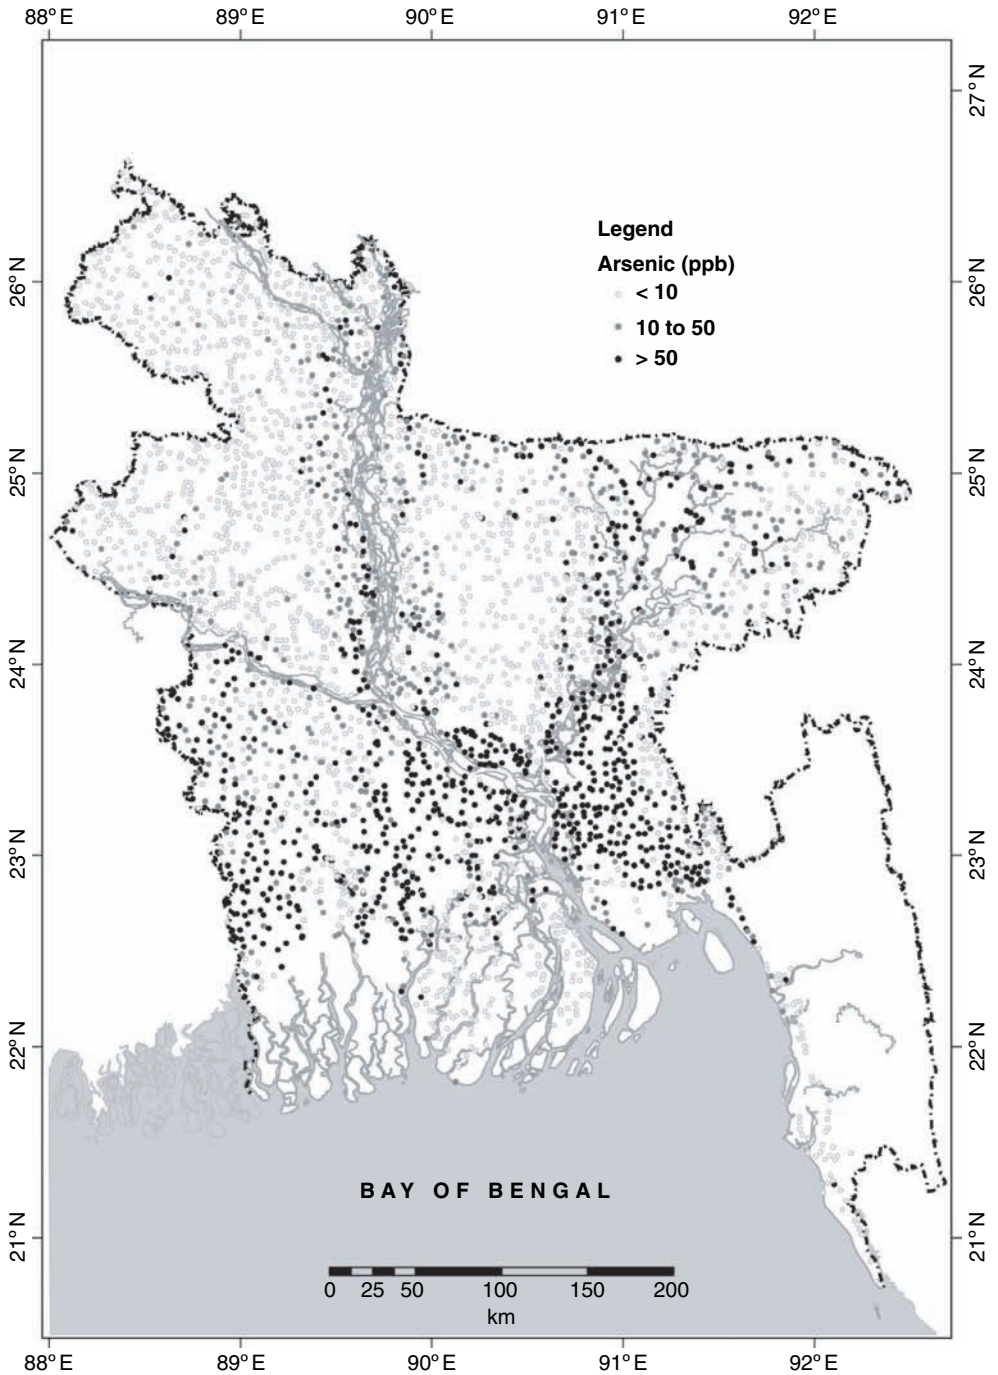 88°E 89°E 90°E 91°E 92°E
27°N
Legend
Arsenic (ppb)
26°N 26°N
< 10
10 to 50
> 50
25°N 25°N
24°N 24°N
23°N 23°N
22°N 22°N
BAY OF BENGAL
21°N 21°N
0 25 50 100 150 200
km
88°E 89°E 90°E 91°E 92°E